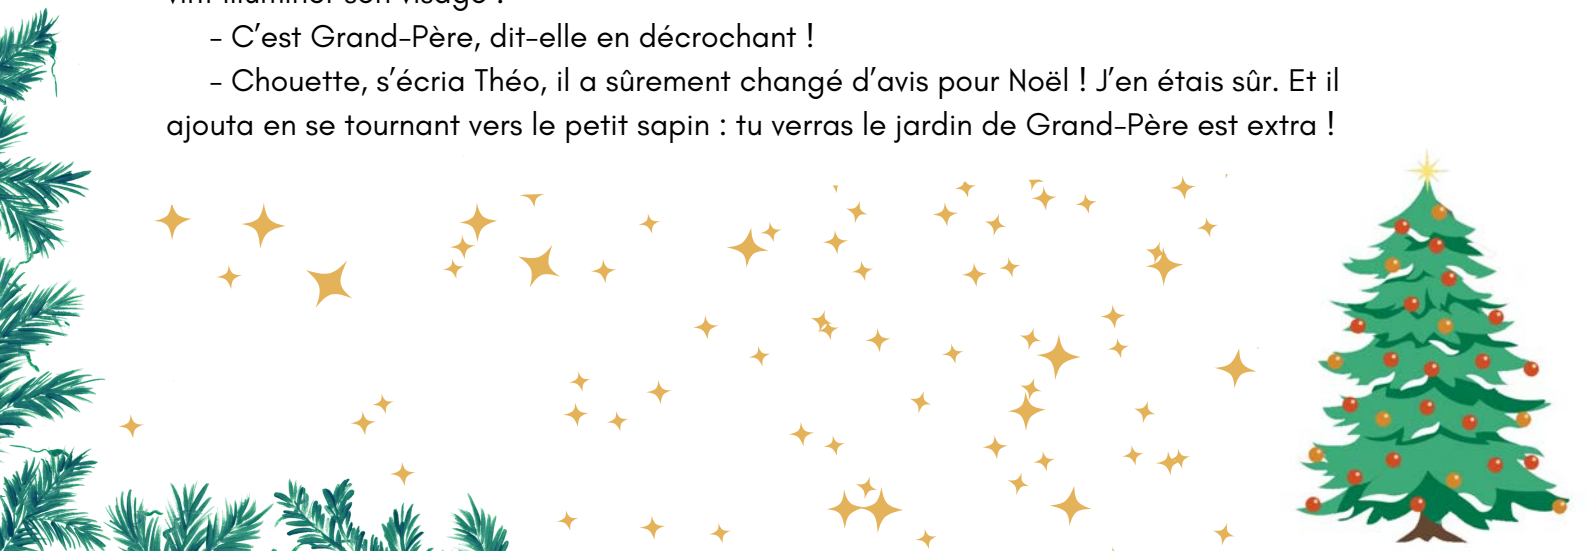 - C'est Grand-Père, dit-elle en décrochant !
- Chouette, s'écria Théo, il a sûrement changé d'avis pour Noël ! J'en étais sûr. Et il
ajouta en se tournant vers le petit sapin : tu verras le jardin de Grand-Père est extra !